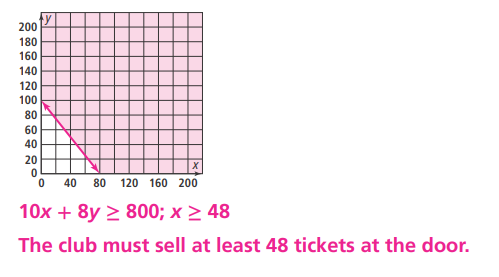 y
200
180
160
140
120
100
80
60
40
20
0
x
0 40 80 120 160 200
10x + 8y ≥ 800; x ≥ 48
The club must sell at least 48 tickets at the door.